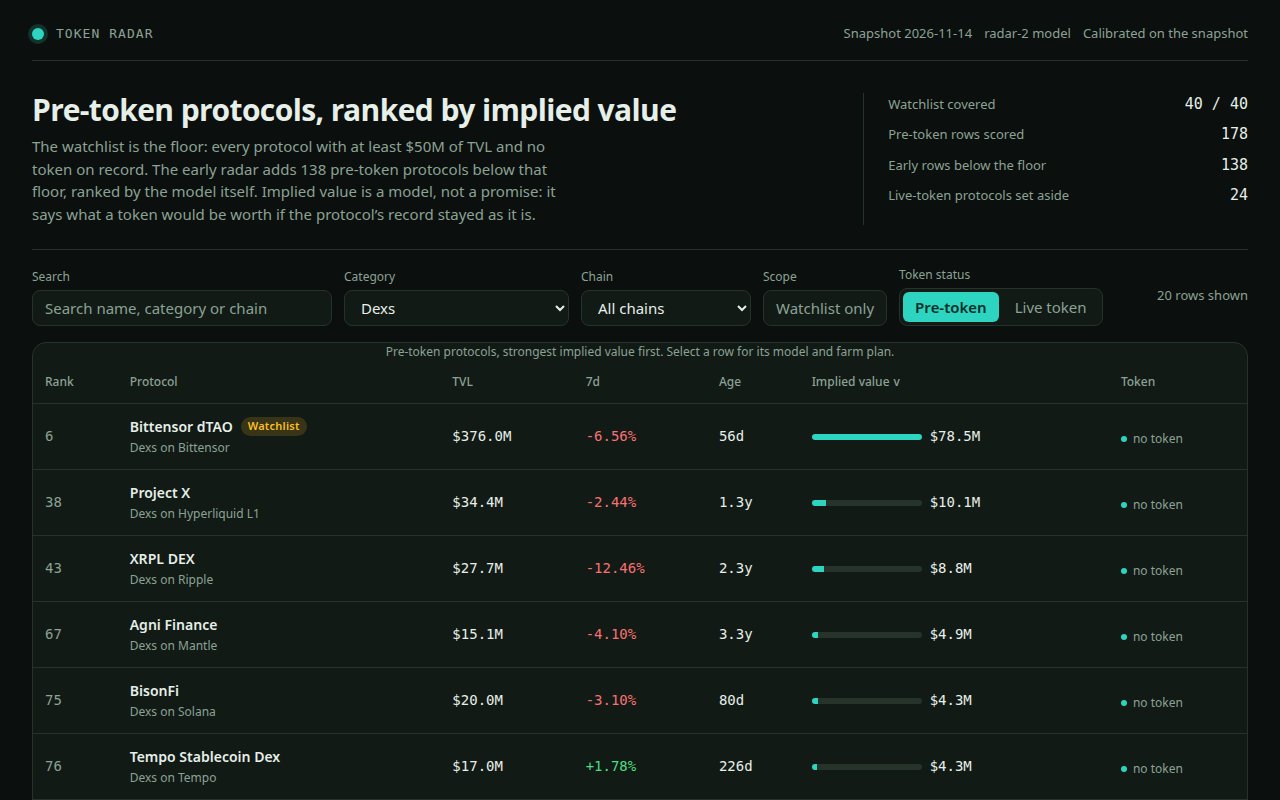 TOKEN RADAR
Snapshot 2026-11-14 radar-2 model Calibrated on the snapshot
Pre-token protocols, ranked by implied value
The watchlist is the floor: every protocol with at least $50M of TVL and no
token on record. The early radar adds 138 pre-token protocols below that
floor, ranked by the model itself. Implied value is a model, not a promise: it
says what a token would be worth if the protocol’s record stayed as it is.
Watchlist covered 40 / 40
Pre-token rows scored 178
Early rows below the floor 138
Live-token protocols set aside 24
Search Category Chain Scope Token status
Search name, category or chain Dexs All chains Watchlist only Pre-token Live token 20 rows shown
Pre-token protocols, strongest implied value first. Select a row for its model and farm plan.
Rank Protocol TVL 7d Age Implied value v Token
6 Bittensor dTAO Watchlist $376.0M -6.56% 56d $78.5M no token
Dexs on Bittensor
38 Project X $34.4M -2.44% 1.3y $10.1M no token
Dexs on Hyperliquid L1
43 XRPL DEX $27.7M -12.46% 2.3y $8.8M no token
Dexs on Ripple
67 Agni Finance $15.1M -4.10% 3.3y $4.9M no token
Dexs on Mantle
75 BisonFi $20.0M -3.10% 80d $4.3M no token
Dexs on Solana
76 Tempo Stablecoin Dex $17.0M +1.78% 226d $4.3M no token
Dexs on Tempo